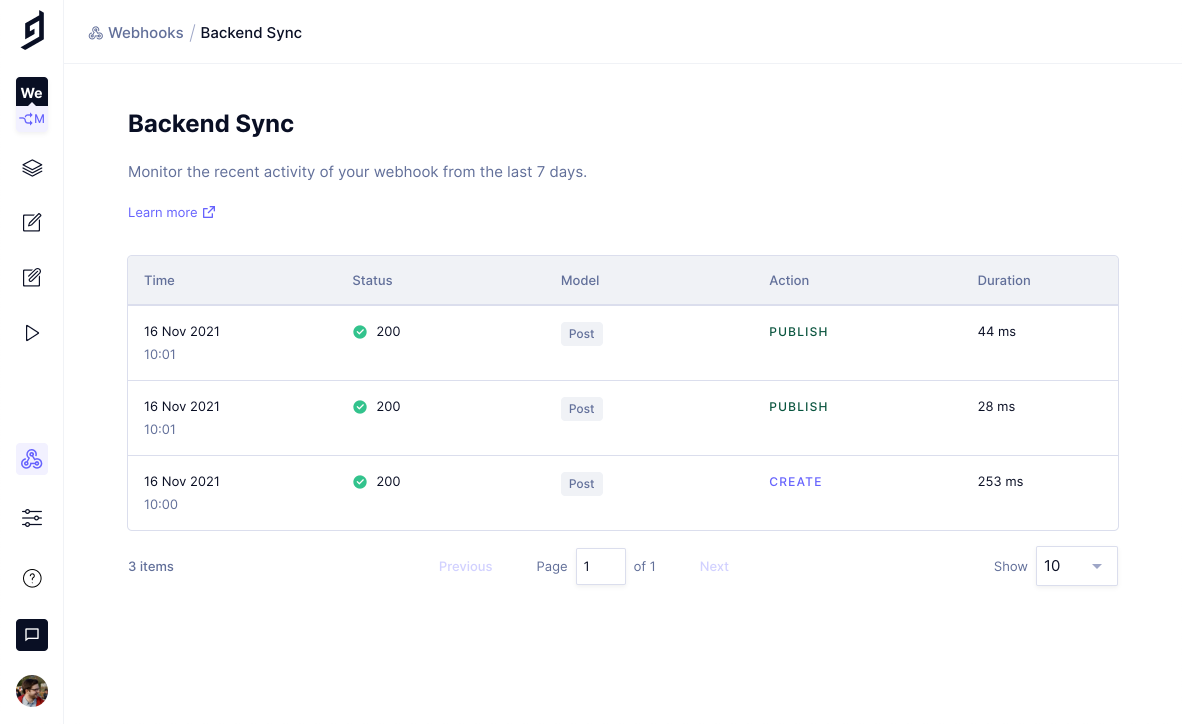 Webhooks / Backend Sync
We
M
Backend Sync
Monitor the recent activity of your webhook from the last 7 days.
Learn more
Time Status Model Action Duration
16 Nov 2021 200 Post PUBLISH 44 ms
10:01
16 Nov 2021 200 Post PUBLISH 28 ms
10:01
16 Nov 2021 200 Post CREATE 253 ms
10:00
3 items Previous Page 1 of 1 Next Show 10